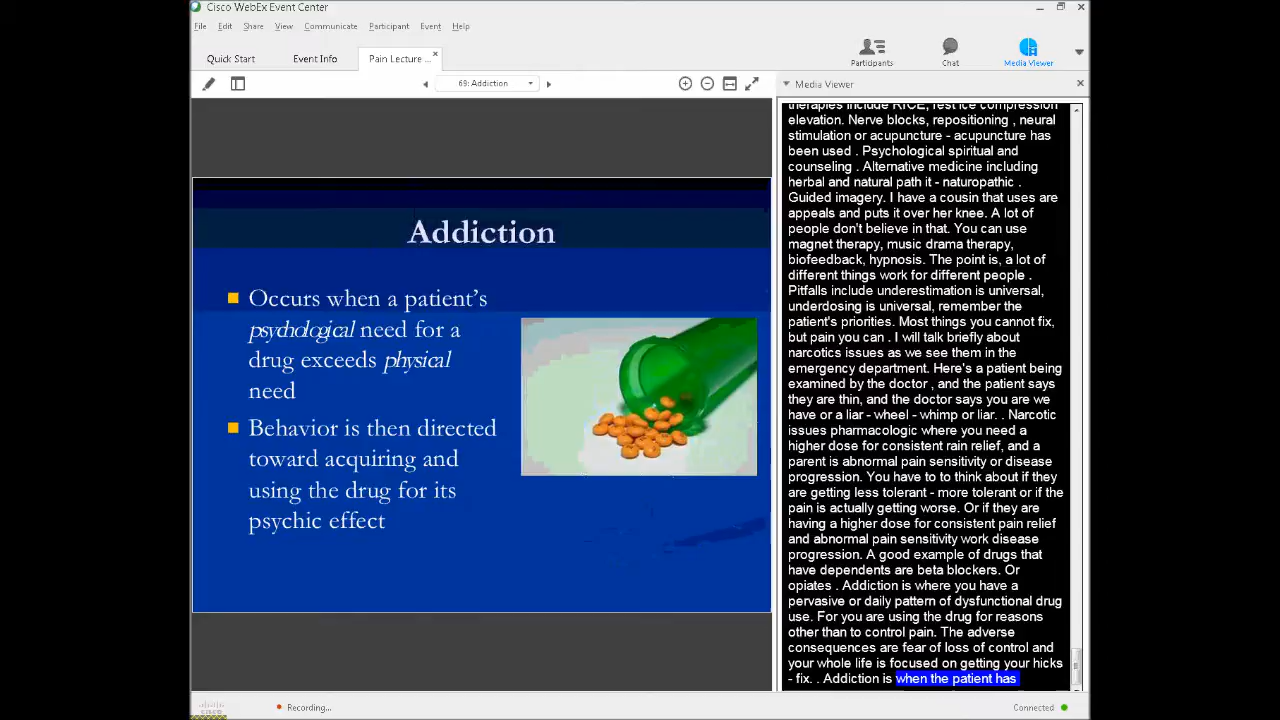 Cisco WebEx Event Center
File Edit Share View Communicate Participant Event Help
Quick Start Event Info Pain Lecture ...
Participants Chat Media Viewer
69: Addiction
Media Viewer
Addiction
Occurs when a patient's
psychological need for a
drug exceeds physical
need
Behavior is then directed
toward acquiring and
using the drug for its
psychic effect
therapies include RICE, rest ice compression
elevation. Nerve blocks, repositioning , neural
stimulation or acupuncture - acupuncture has
been used . Psychological spiritual and
counseling . Alternative medicine including
herbal and natural path it - naturopathic .
Guided imagery. I have a cousin that uses are
appeals and puts it over her knee. A lot of
people don't believe in that. You can use
magnet therapy, music drama therapy,
biofeedback, hypnosis. The point is, a lot of
different things work for different people .
Pitfalls include underestimation is universal,
underdosing is universal, remember the
patient's priorities. Most things you cannot fix,
but pain you can . I will talk briefly about
narcotics issues as we see them in the
emergency department. Here's a patient being
examined by the doctor , and the patient says
they are thin, and the doctor says you are we
have or a liar - wheel - whimp or liar. . Narcotic
issues pharmacologic where you need a
higher dose for consistent rain relief, and a
parent is abnormal pain sensitivity or disease
progression. You have to to think about if they
are getting less tolerant - more tolerant or if the
pain is actually getting worse. Or if they are
having a higher dose for consistent pain relief
and abnormal pain sensitivity work disease
progression. A good example of drugs that
have dependents are beta blockers. Or
opiates . Addiction is where you have a
pervasive or daily pattern of dysfunctional drug
use. For you are using the drug for reasons
other than to control pain. The adverse
consequences are fear of loss of control and
your whole life is focused on getting your hicks
- fix. . Addiction is when the patient has
cisco
Recording...
Connected